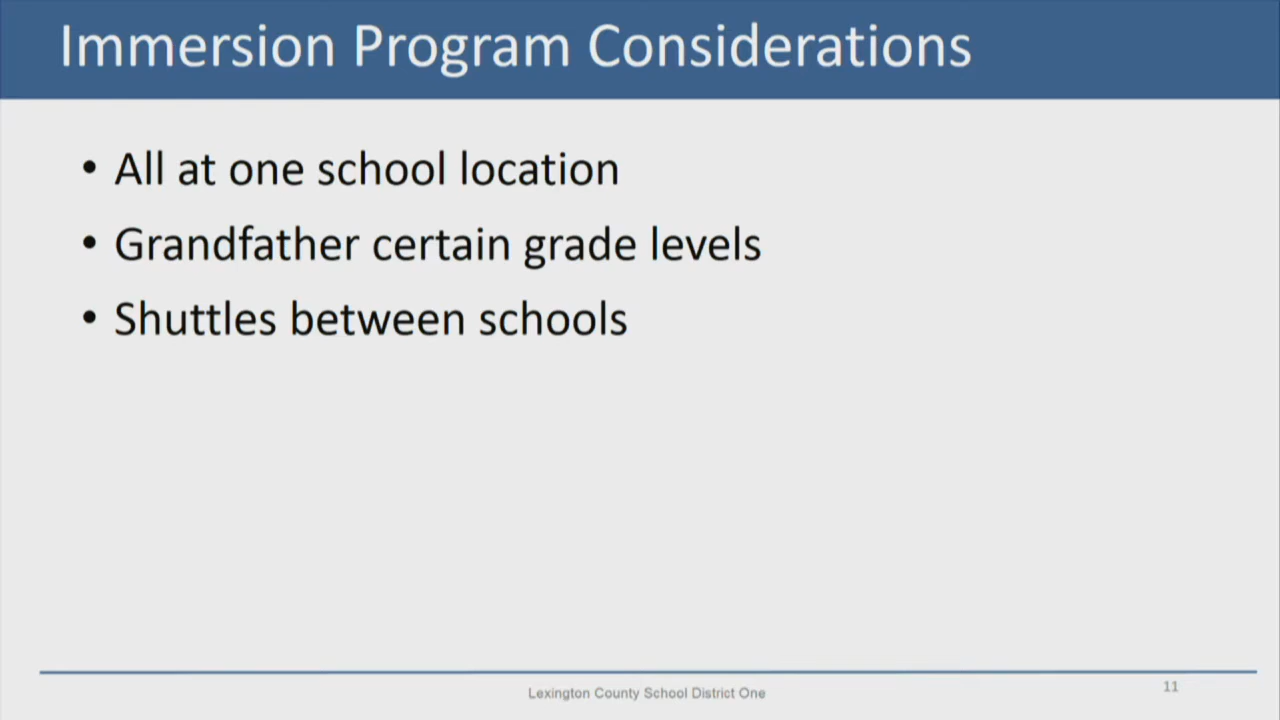 Immersion Program Considerations
• All at one school location
• Grandfather certain grade levels
• Shuttles between schools
Lexington County School District One
11